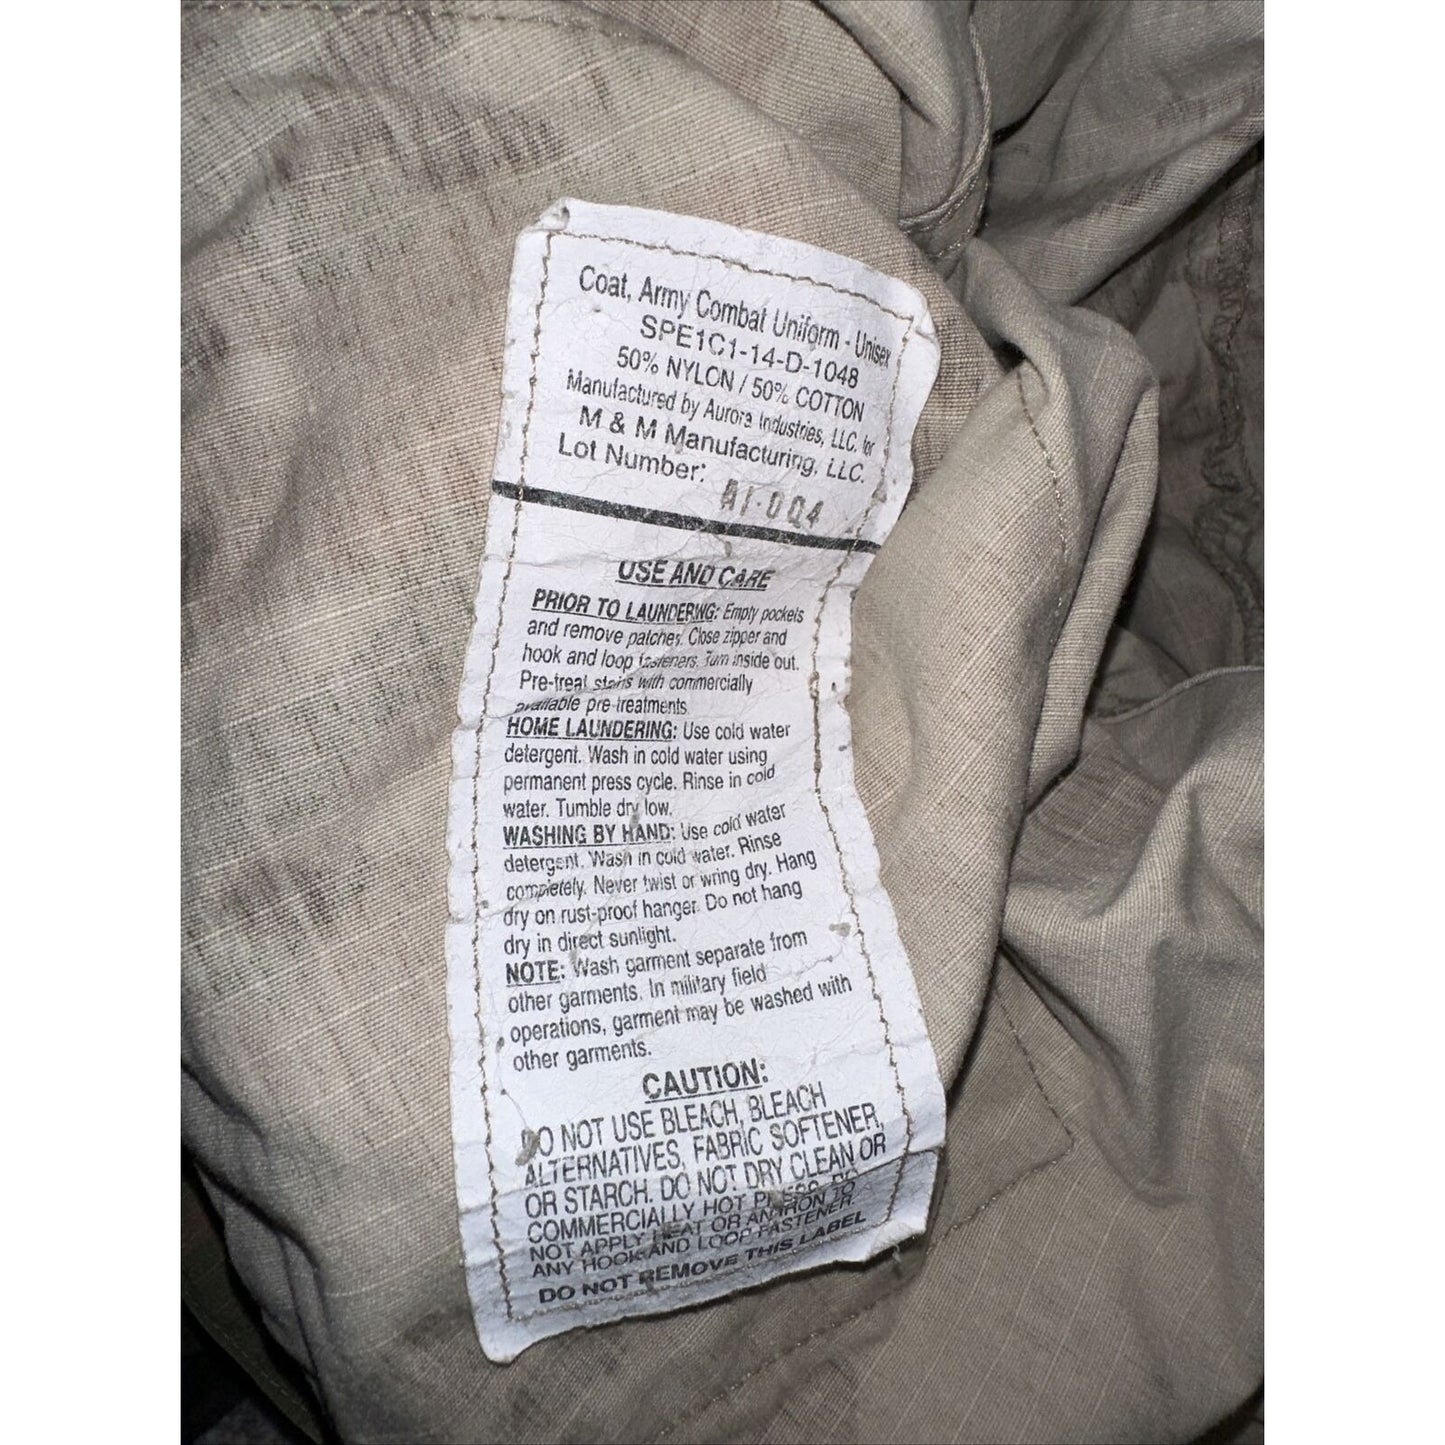 Coat, Army Combat Uniform - Unisex
SPE1C1-14-D-1048
50% NYLON / 50% COTTON
Manufactured by Aurora Industries, LLC. for
M & M Manufacturing, LLC.
Lot Number: AI-004
USE AND CARE
PRIOR TO LAUNDERING: Empty pockets
and remove patches. Close zipper and
hook and loop fasteners. Turn inside out.
Pre-treat stains with commercially
available pre-treatments.
HOME LAUNDERING: Use cold water
detergent. Wash in cold water using
permanent press cycle. Rinse in cold
water. Tumble dry low.
WASHING BY HAND: Use cold water
detergent. Wash in cold water. Rinse
completely. Never twist or wring dry. Hang
dry on rust-proof hanger. Do not hang
dry in direct sunlight.
NOTE: Wash garment separate from
other garments. In military field
operations, garment may be washed with
other garments.
CAUTION:
DO NOT USE BLEACH, BLEACH
ALTERNATIVES, FABRIC SOFTENER,
OR STARCH. DO NOT DRY CLEAN OR
COMMERCIALLY HOT PRESS. DO
NOT APPLY HEAT OR AN IRON TO
ANY HOOK AND LOOP FASTENER.
DO NOT REMOVE THIS LABEL